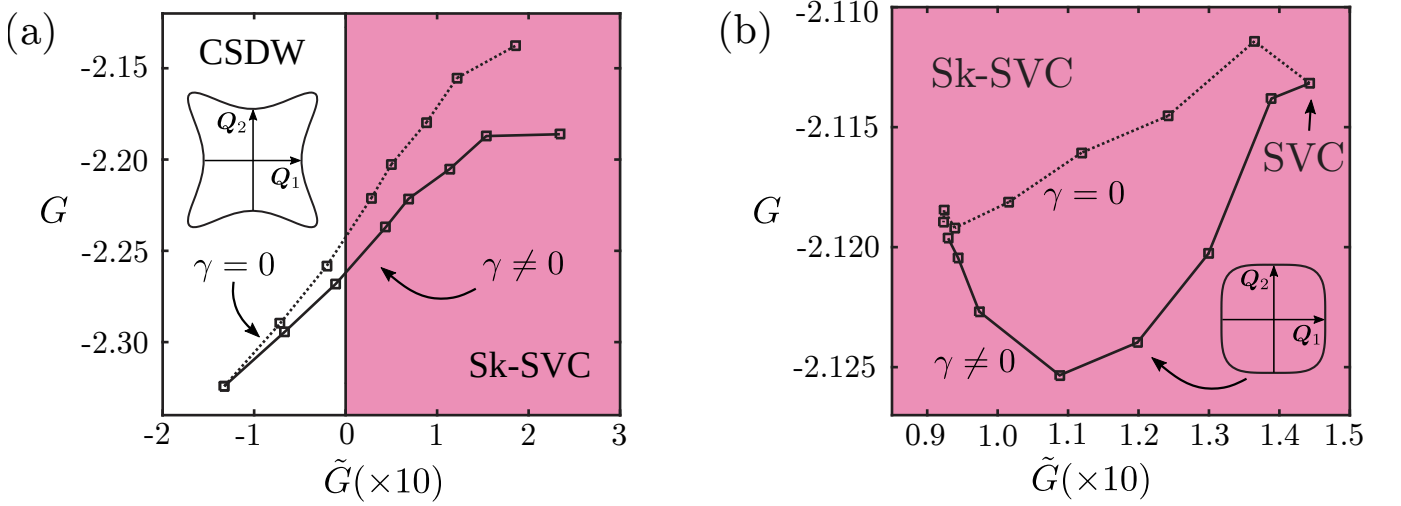 (a)
CSDW
Q₂
Q₁
γ = 0
γ ≠ 0
Sk-SVC
G
-2.15
-2.20
-2.25
-2.30
-2
-1
0
1
2
3
G̃(×10)
(b)
Sk-SVC
SVC
γ = 0
γ ≠ 0
Q₂
Q₁
G
-2.110
-2.115
-2.120
-2.125
0.9
1.0
1.1
1.2
1.3
1.4
1.5
G̃(×10)